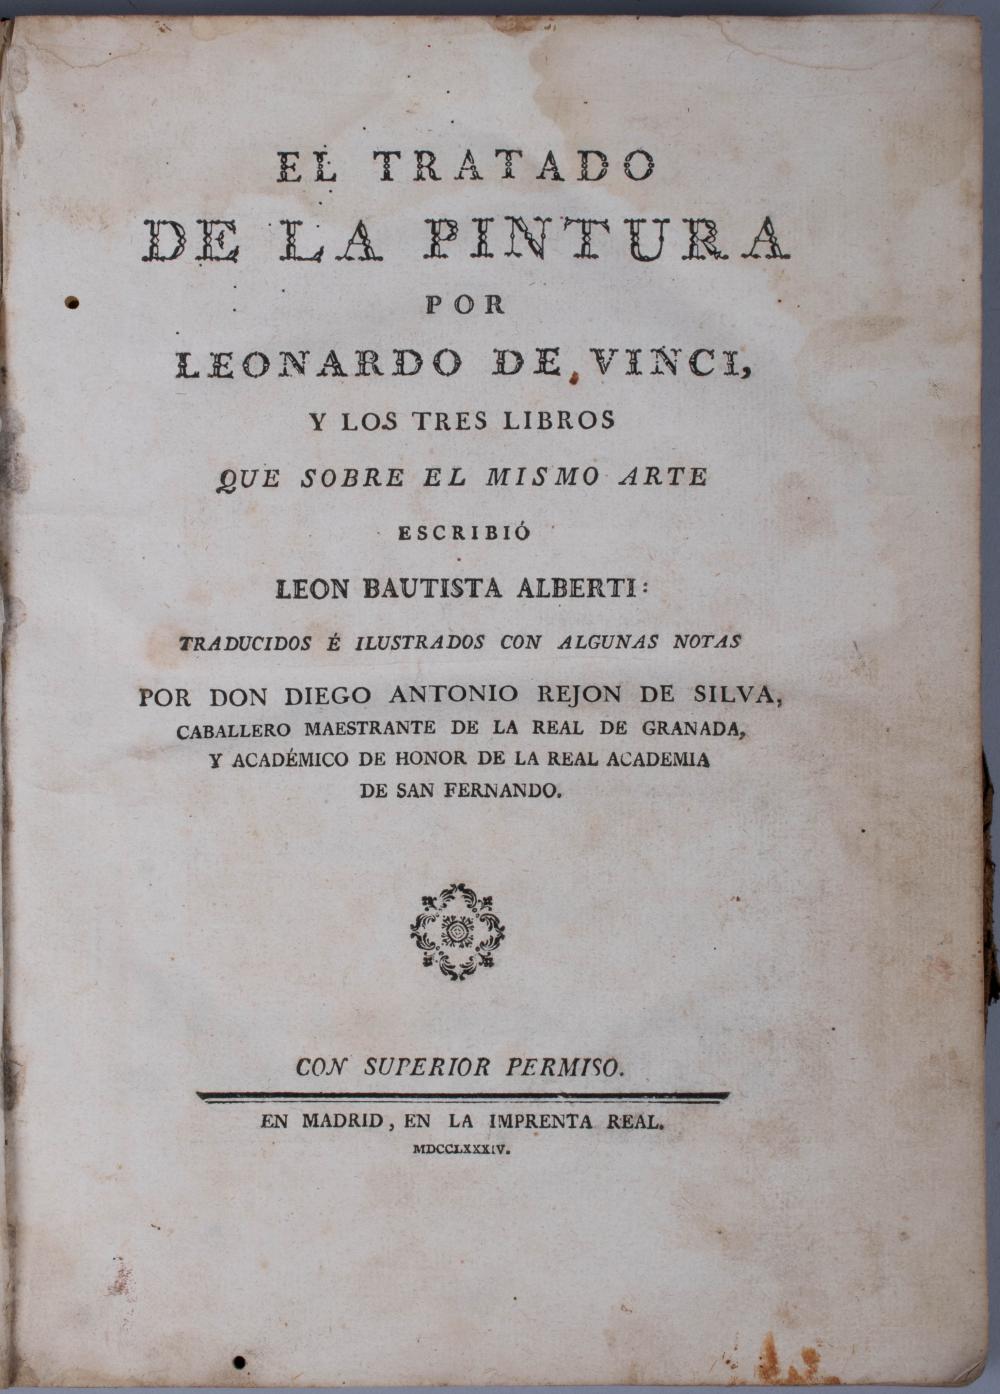 EL TRATADO
DE LA PINTURA
POR
LEONARDO DE VINCI,
Y LOS TRES LIBROS
QUE SOBRE EL MISMO ARTE
ESCRIBIÓ
LEON BAUTISTA ALBERTI:
TRADUCIDOS É ILUSTRADOS CON ALGUNAS NOTAS
POR DON DIEGO ANTONIO REJON DE SILVA,
CABALLERO MAESTRANTE DE LA REAL DE GRANADA,
Y ACADÉMICO DE HONOR DE LA REAL ACADEMIA
DE SAN FERNANDO.
CON SUPERIOR PERMISO.
EN MADRID, EN LA IMPRENTA REAL.
MDCCLXXXIV.